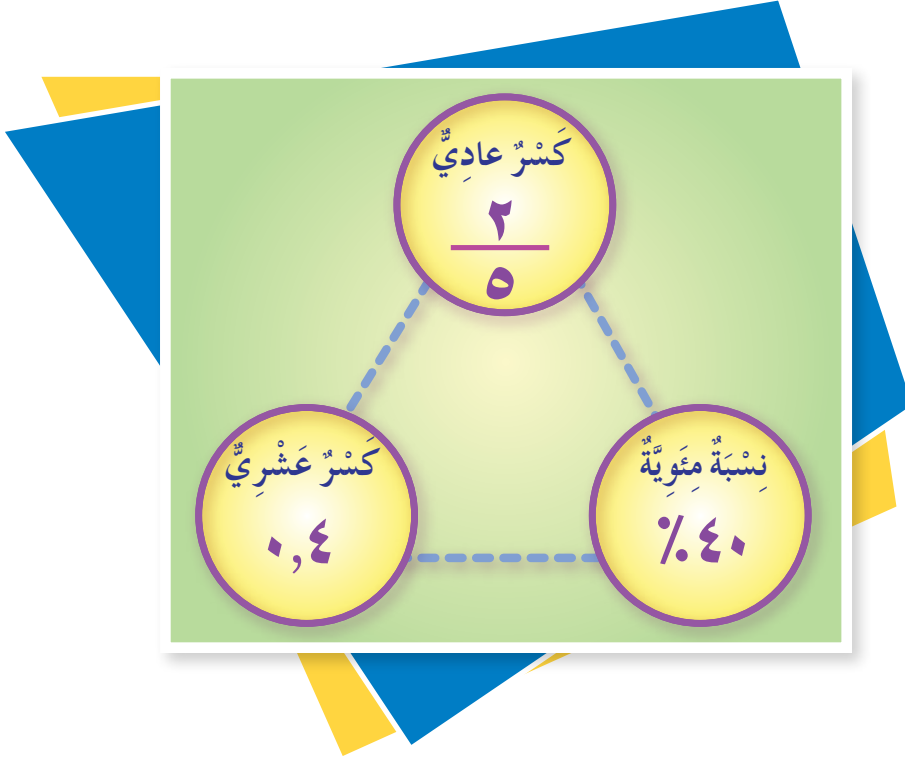 كَسْرٌ عادِيٌّ
٢
٥
نِسْبَةٌ مِئَوِيَّةٌ
٤٠٪
كَسْرٌ عَشْرِيٌّ
٠,٤